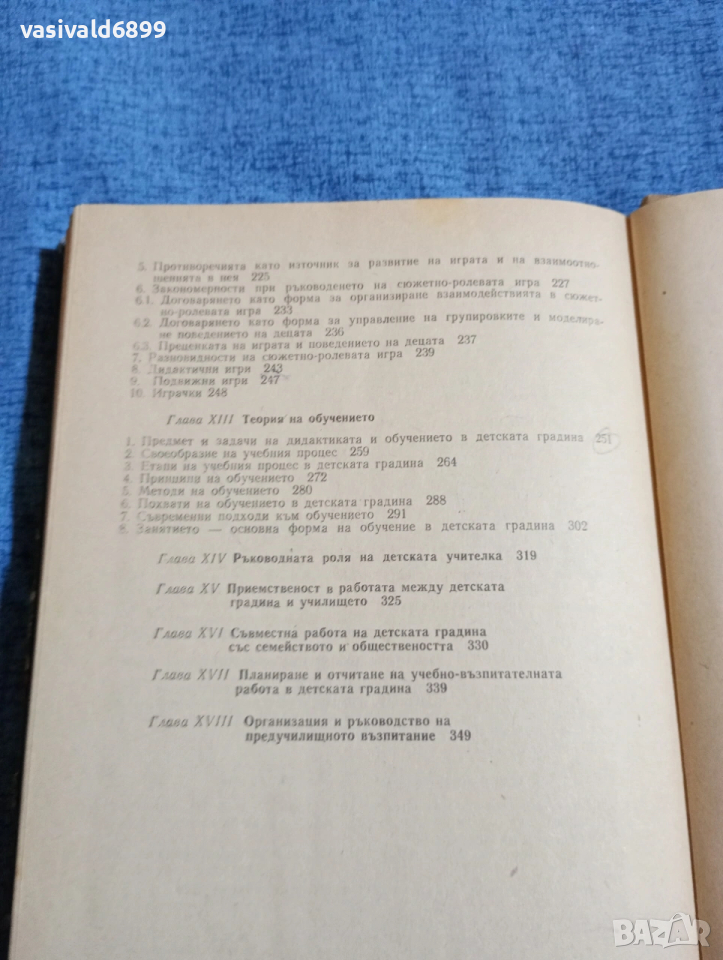 vasivald6899
5. Противоречията като източник за развитие на играта и на взаимоотно-
шенията в нея 225
6. Закономерности при ръководенето на сюжетно-ролевата игра 227
6.1. Договарянето като форма за организиране взаимодействията в сюжет-
но-ролевата игра 233
6.2. Договарянето като форма за управление на групировките и моделира-
не поведението на децата 236
6.3. Преценката на играта и поведението на децата 237
7. Разновидности на сюжетно-ролевата игра 239
8. Дидактични игри 243
9. Подвижни игри 247
10. Играчки 248
Глава XIII Теория на обучението
1. Предмет и задачи на дидактиката и обучението в детската градина 251
2. Своеобразие на учебния процес 259
3. Етапи на учебния процес в детската градина 264
4. Принципи на обучението 272
5. Методи на обучението 280
6. Похвати на обучението в детската градина 288
7. Съвременни подходи към обучението 291
8. Занятието — основна форма на обучение в детската градина 302
Глава XIV Ръководната роля на детската учителка 319
Глава XV Приемственост в работата между детската
градина и училището 325
Глава XVI Съвместна работа на детската градина
със семейството и обществеността 330
Глава XVII Планиране и отчитане на учебно-възпитателната
работа в детската градина 339
Глава XVIII Организация и ръководство на
предучилищното възпитание 349
BAZAR